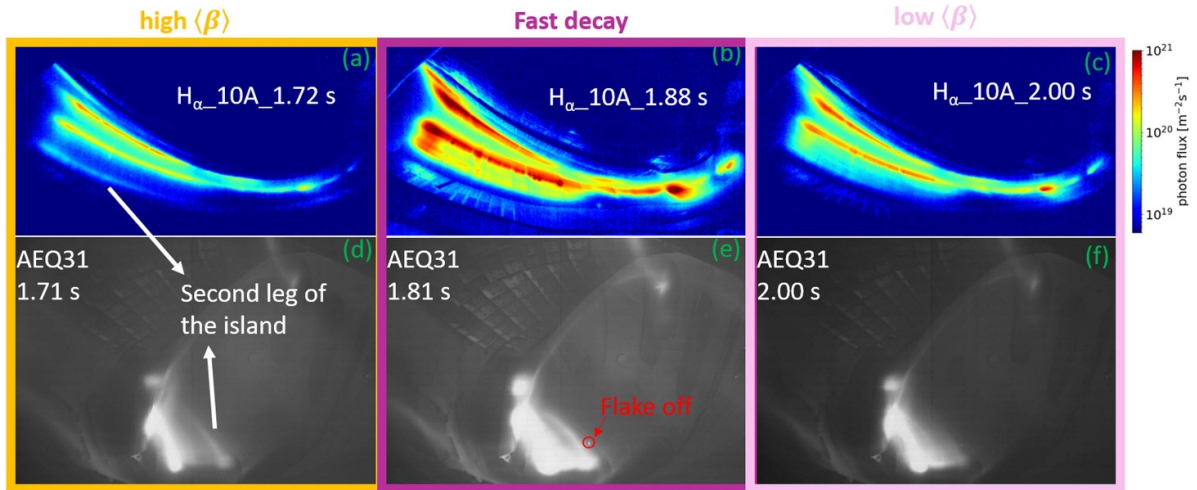 high ⟨β⟩
Fast decay
low ⟨β⟩
(a)
Hα_10A_1.72 s
(b)
Hα_10A_1.88 s
(c)
Hα_10A_2.00 s
10²¹
10²⁰
10¹⁹
photon flux [m⁻²s⁻¹]
AEQ31
1.71 s
(d)
Second leg of
the island
AEQ31
1.81 s
(e)
Flake off
AEQ31
2.00 s
(f)